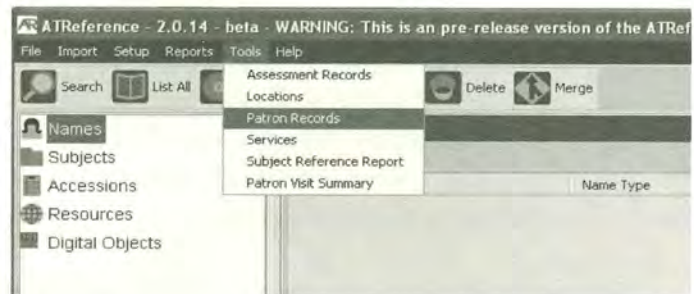 AR ATReference - 2.0.14 - beta - WARNING: This is an pre-release version of the ATRef
File Import Setup Reports Tools Help
Search List All Delete Merge
Assessment Records
Locations
Patron Records
Services
Subject Reference Report
Patron Visit Summary
Names
Subjects
Accessions
Resources
Digital Objects
Name Type